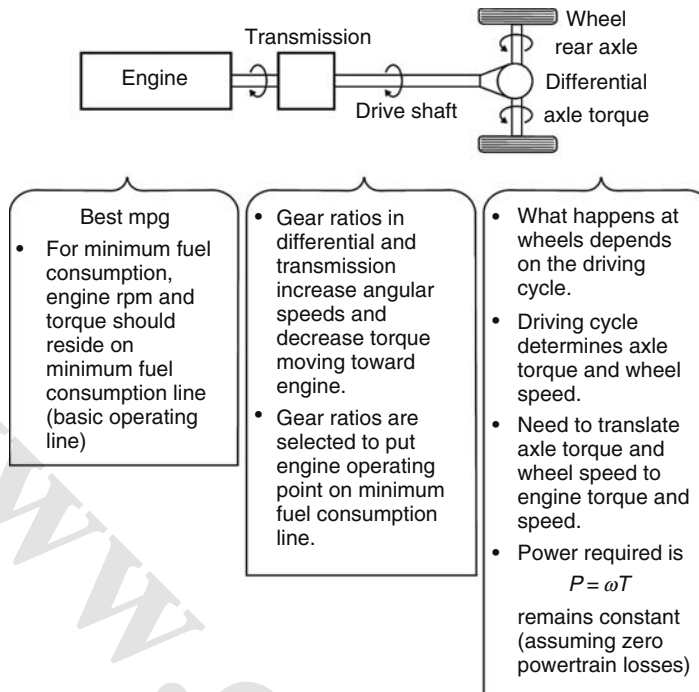 Wheel
Transmission
rear axle
Engine
Differential
Drive shaft
axle torque
Best mpg
• For minimum fuel
consumption,
engine rpm and
torque should
reside on
minimum fuel
consumption line
(basic operating
line)
• Gear ratios in
differential and
transmission
increase angular
speeds and
decrease torque
moving toward
engine.
• Gear ratios are
selected to put
engine operating
point on minimum
fuel consumption
line.
• What happens at
wheels depends
on the driving
cycle.
• Driving cycle
determines axle
torque and wheel
speed.
• Need to translate
axle torque and
wheel speed to
engine torque and
speed.
• Power required is
P = ωT
remains constant
(assuming zero
powertrain losses)